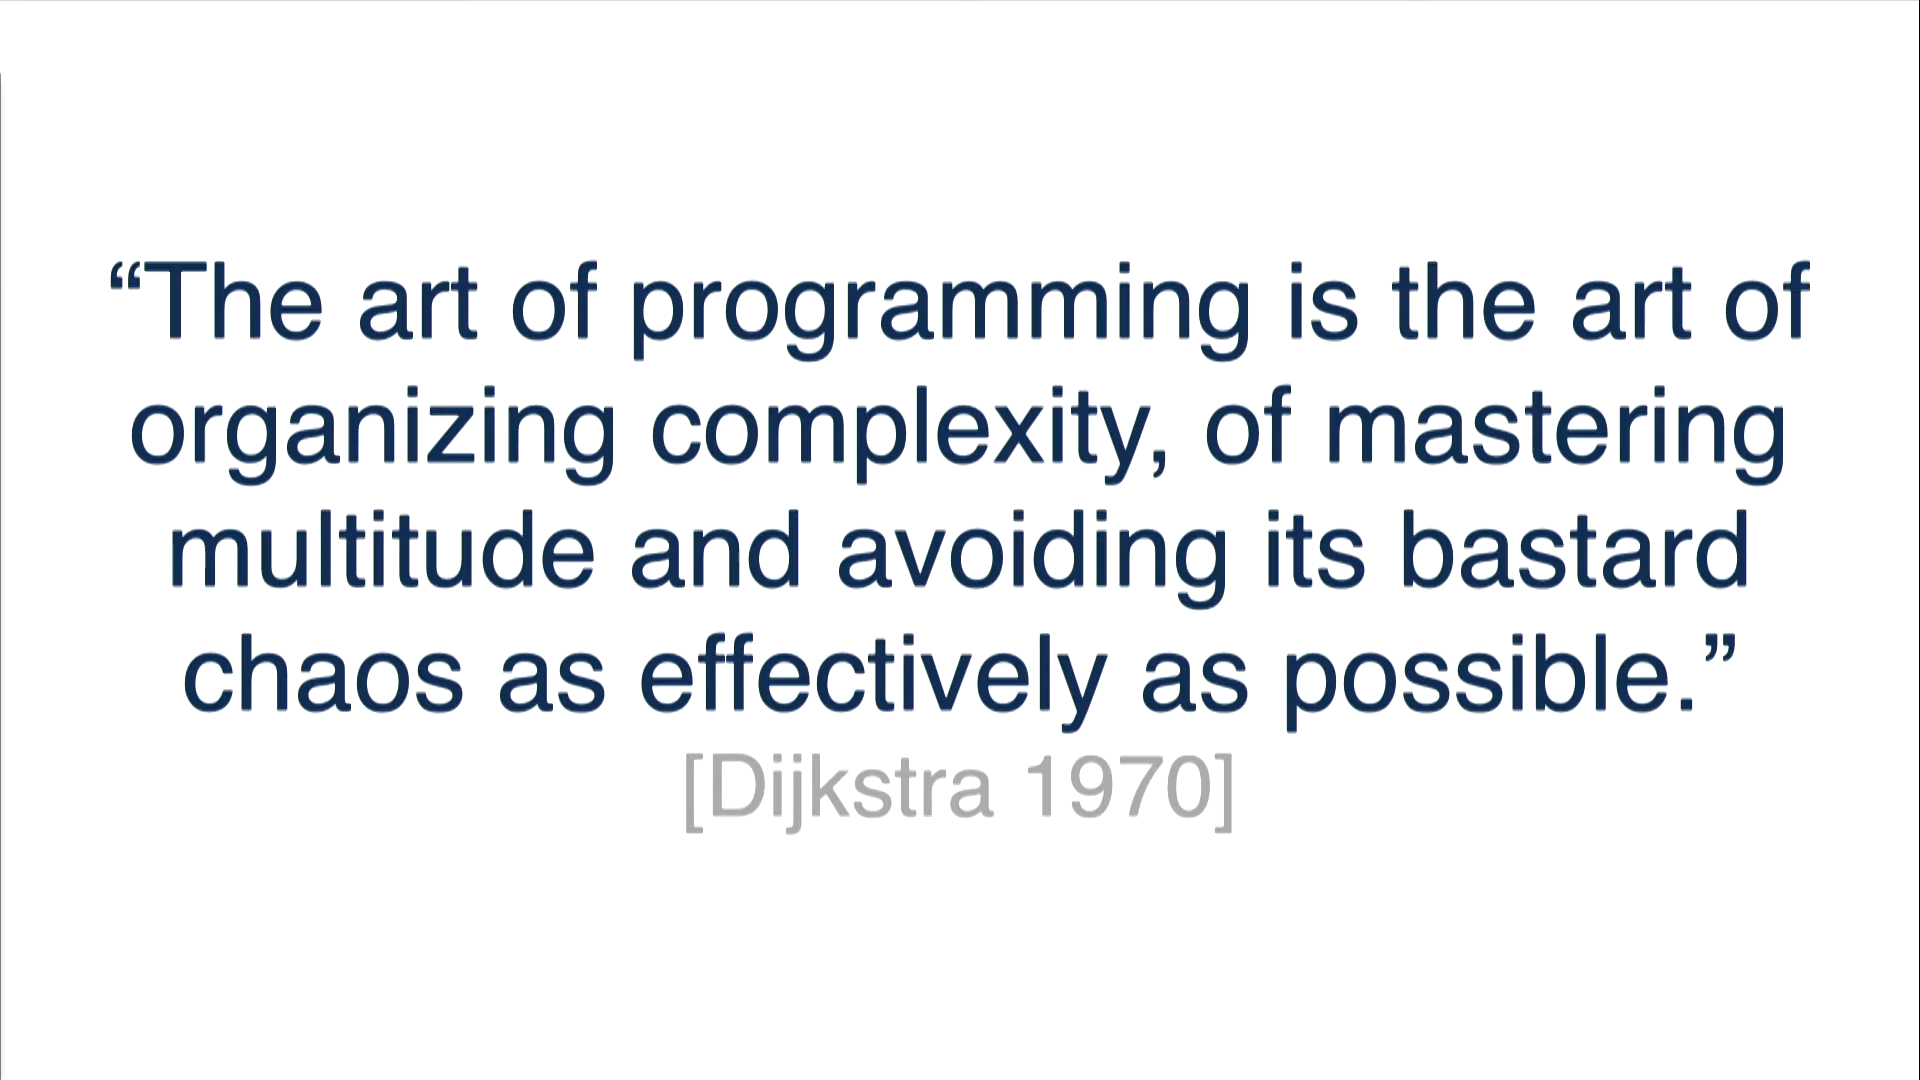 “The art of programming is the art of
organizing complexity, of mastering
multitude and avoiding its bastard
chaos as effectively as possible.”
[Dijkstra 1970]